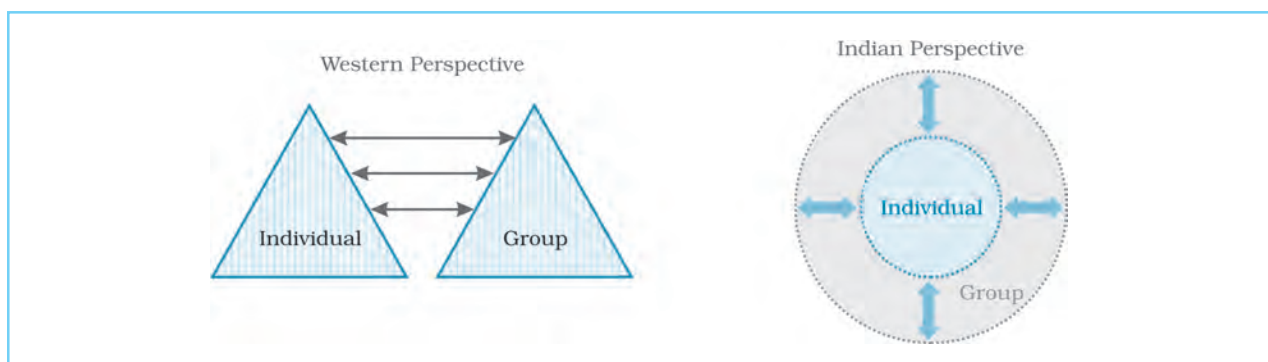 Western Perspective
Individual
Group
Indian Perspective
Individual
Group